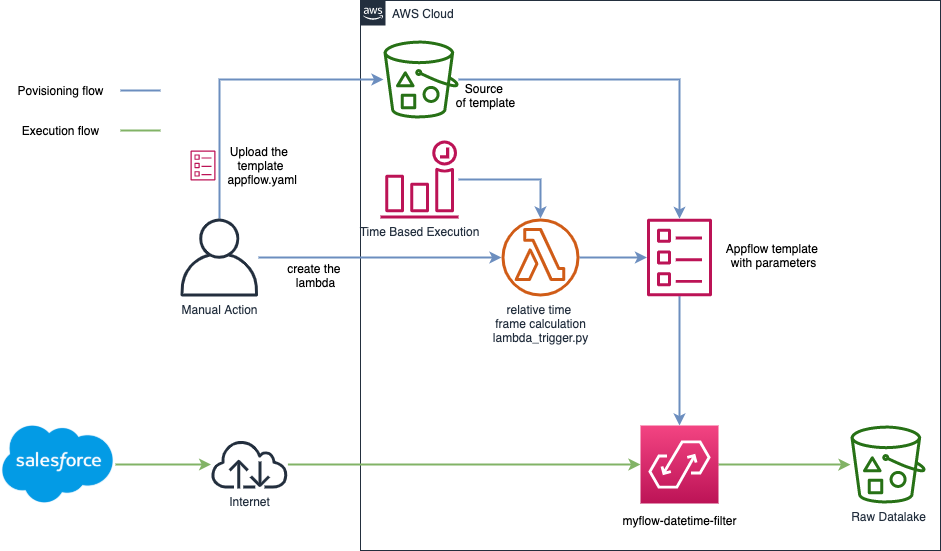 aws
AWS Cloud
Povisioning flow
Execution flow
Source
of template
Upload the
template
appflow.yaml
Time Based Execution
Appflow template
with parameters
create the
lambda
Manual Action
relative time
frame calculation
lambda_trigger.py
salesforce
Internet
myflow-datetime-filter
Raw Datalake